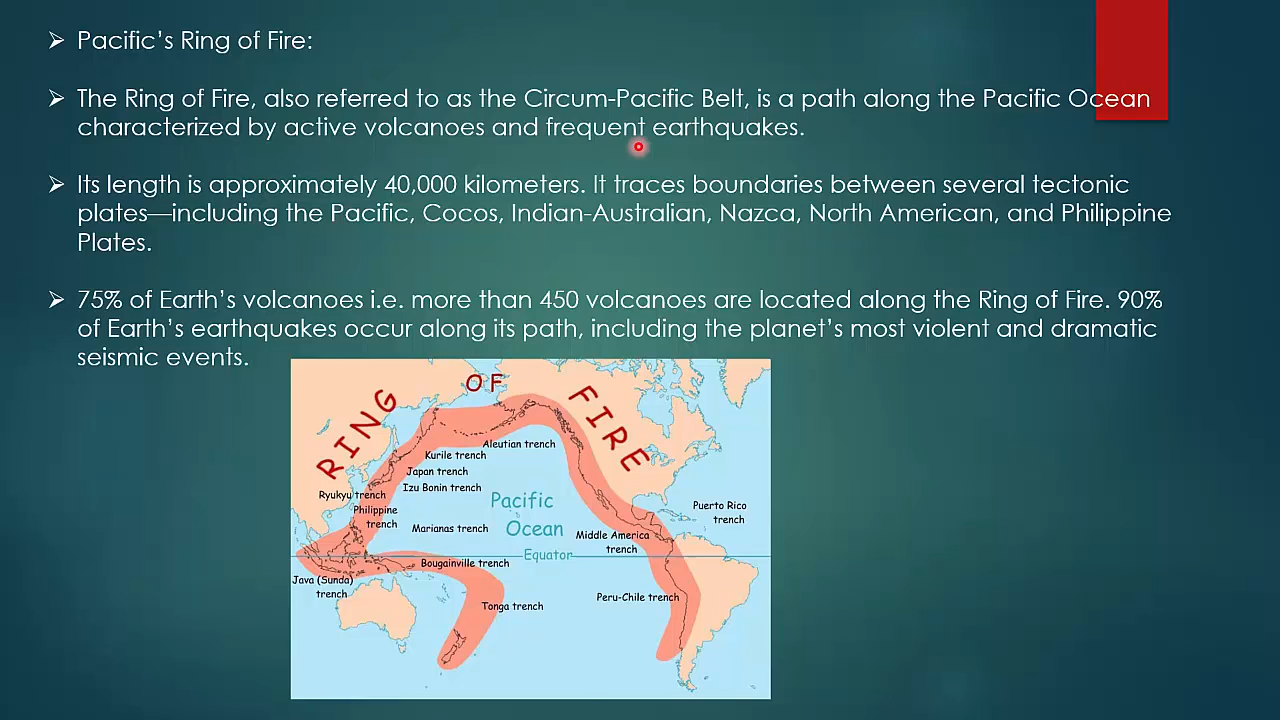 Pacific's Ring of Fire:
The Ring of Fire, also referred to as the Circum-Pacific Belt, is a path along the Pacific Ocean
characterized by active volcanoes and frequent earthquakes.
Its length is approximately 40,000 kilometers. It traces boundaries between several tectonic
plates—including the Pacific, Cocos, Indian-Australian, Nazca, North American, and Philippine
Plates.
75% of Earth's volcanoes i.e. more than 450 volcanoes are located along the Ring of Fire. 90%
of Earth's earthquakes occur along its path, including the planet's most violent and dramatic
seismic events.
RING OF FIRE
Aleutian trench
Kurile trench
Japan trench
Izu Bonin trench
Ryukyu trench
Philippine
trench
Marianas trench
Pacific
Ocean
Equator
Puerto Rico
trench
Middle America
trench
Bougainville trench
Java (Sunda)
trench
Tonga trench
Peru-Chile trench